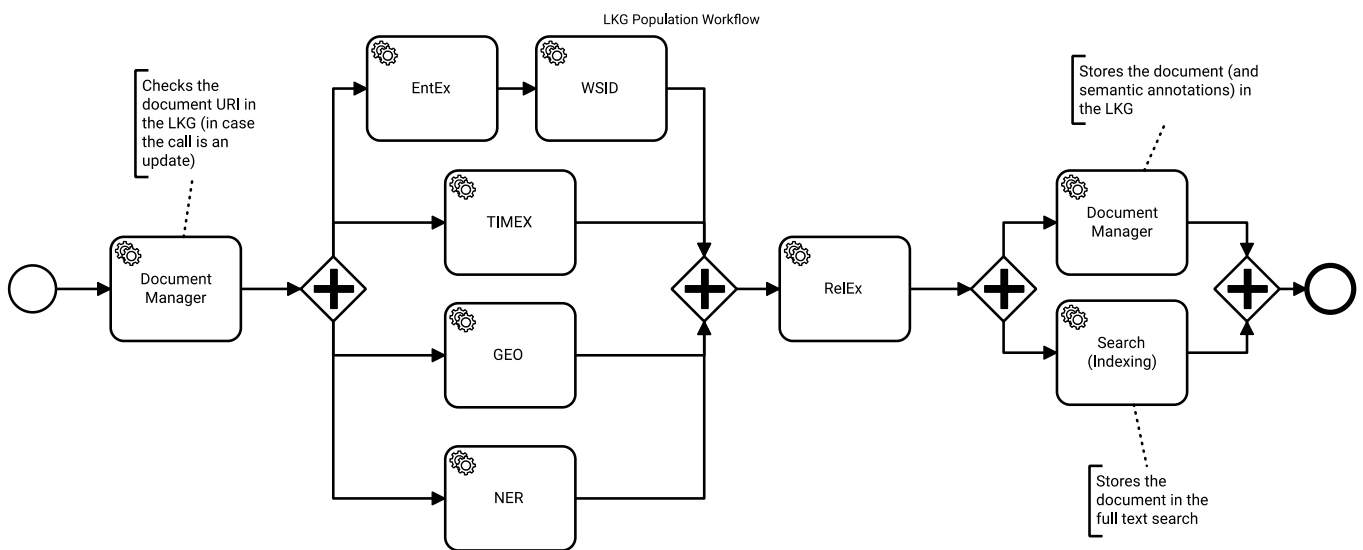 LKG Population Workflow
Checks the
document URI in
the LKG (in case
the call is an
update)
Document
Manager
EntEx
WSID
TIMEX
GEO
NER
RelEx
Stores the document (and
semantic annotations) in
the LKG
Document
Manager
Search
(Indexing)
Stores the
document in the
full text search